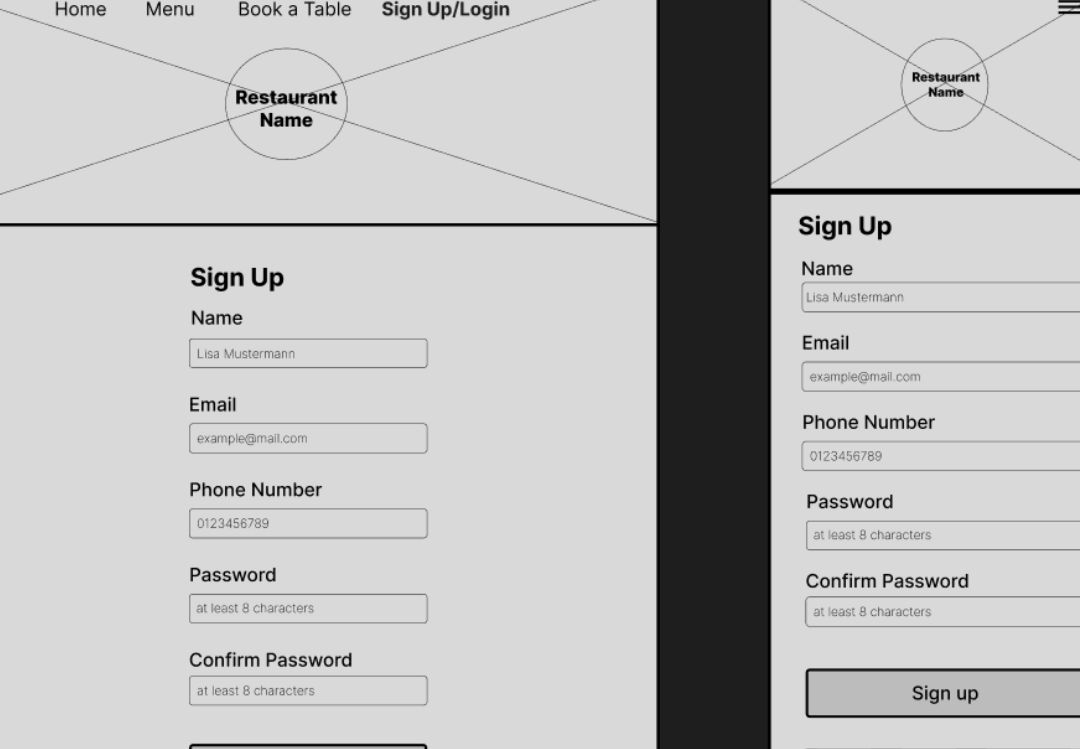 Home Menu Book a Table Sign Up/Login
Restaurant
Name
Sign Up
Name
Lisa Mustermann
Email
example@mail.com
Phone Number
0123456789
Password
at least 8 characters
Confirm Password
at least 8 characters
Restaurant
Name
Sign Up
Name
Lisa Mustermann
Email
example@mail.com
Phone Number
0123456789
Password
at least 8 characters
Confirm Password
at least 8 characters
Sign up